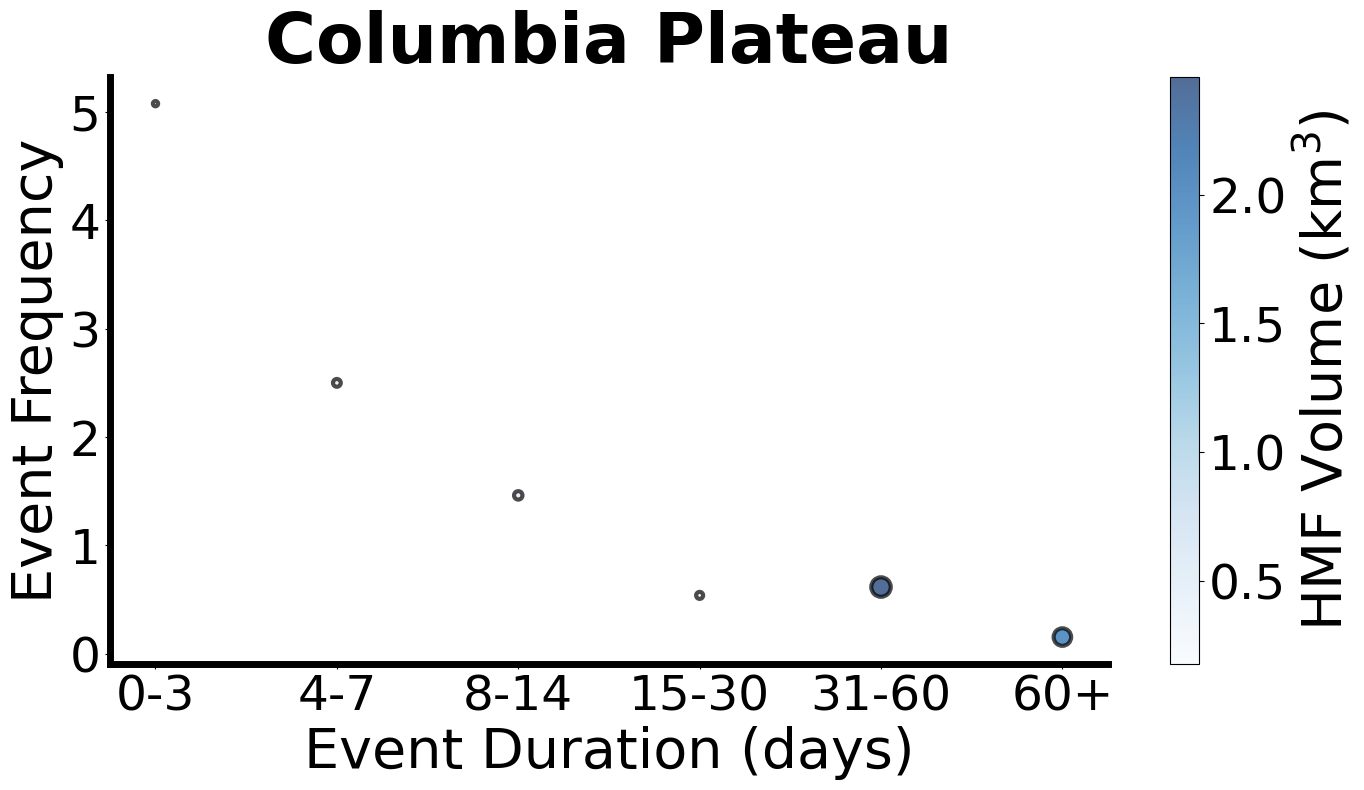 Columbia Plateau
Event Frequency
5
4
3
2
1
0
0-3 4-7 8-14 15-30 31-60 60+
Event Duration (days)
2.0
1.5
1.0
0.5
HMF Volume (km³)